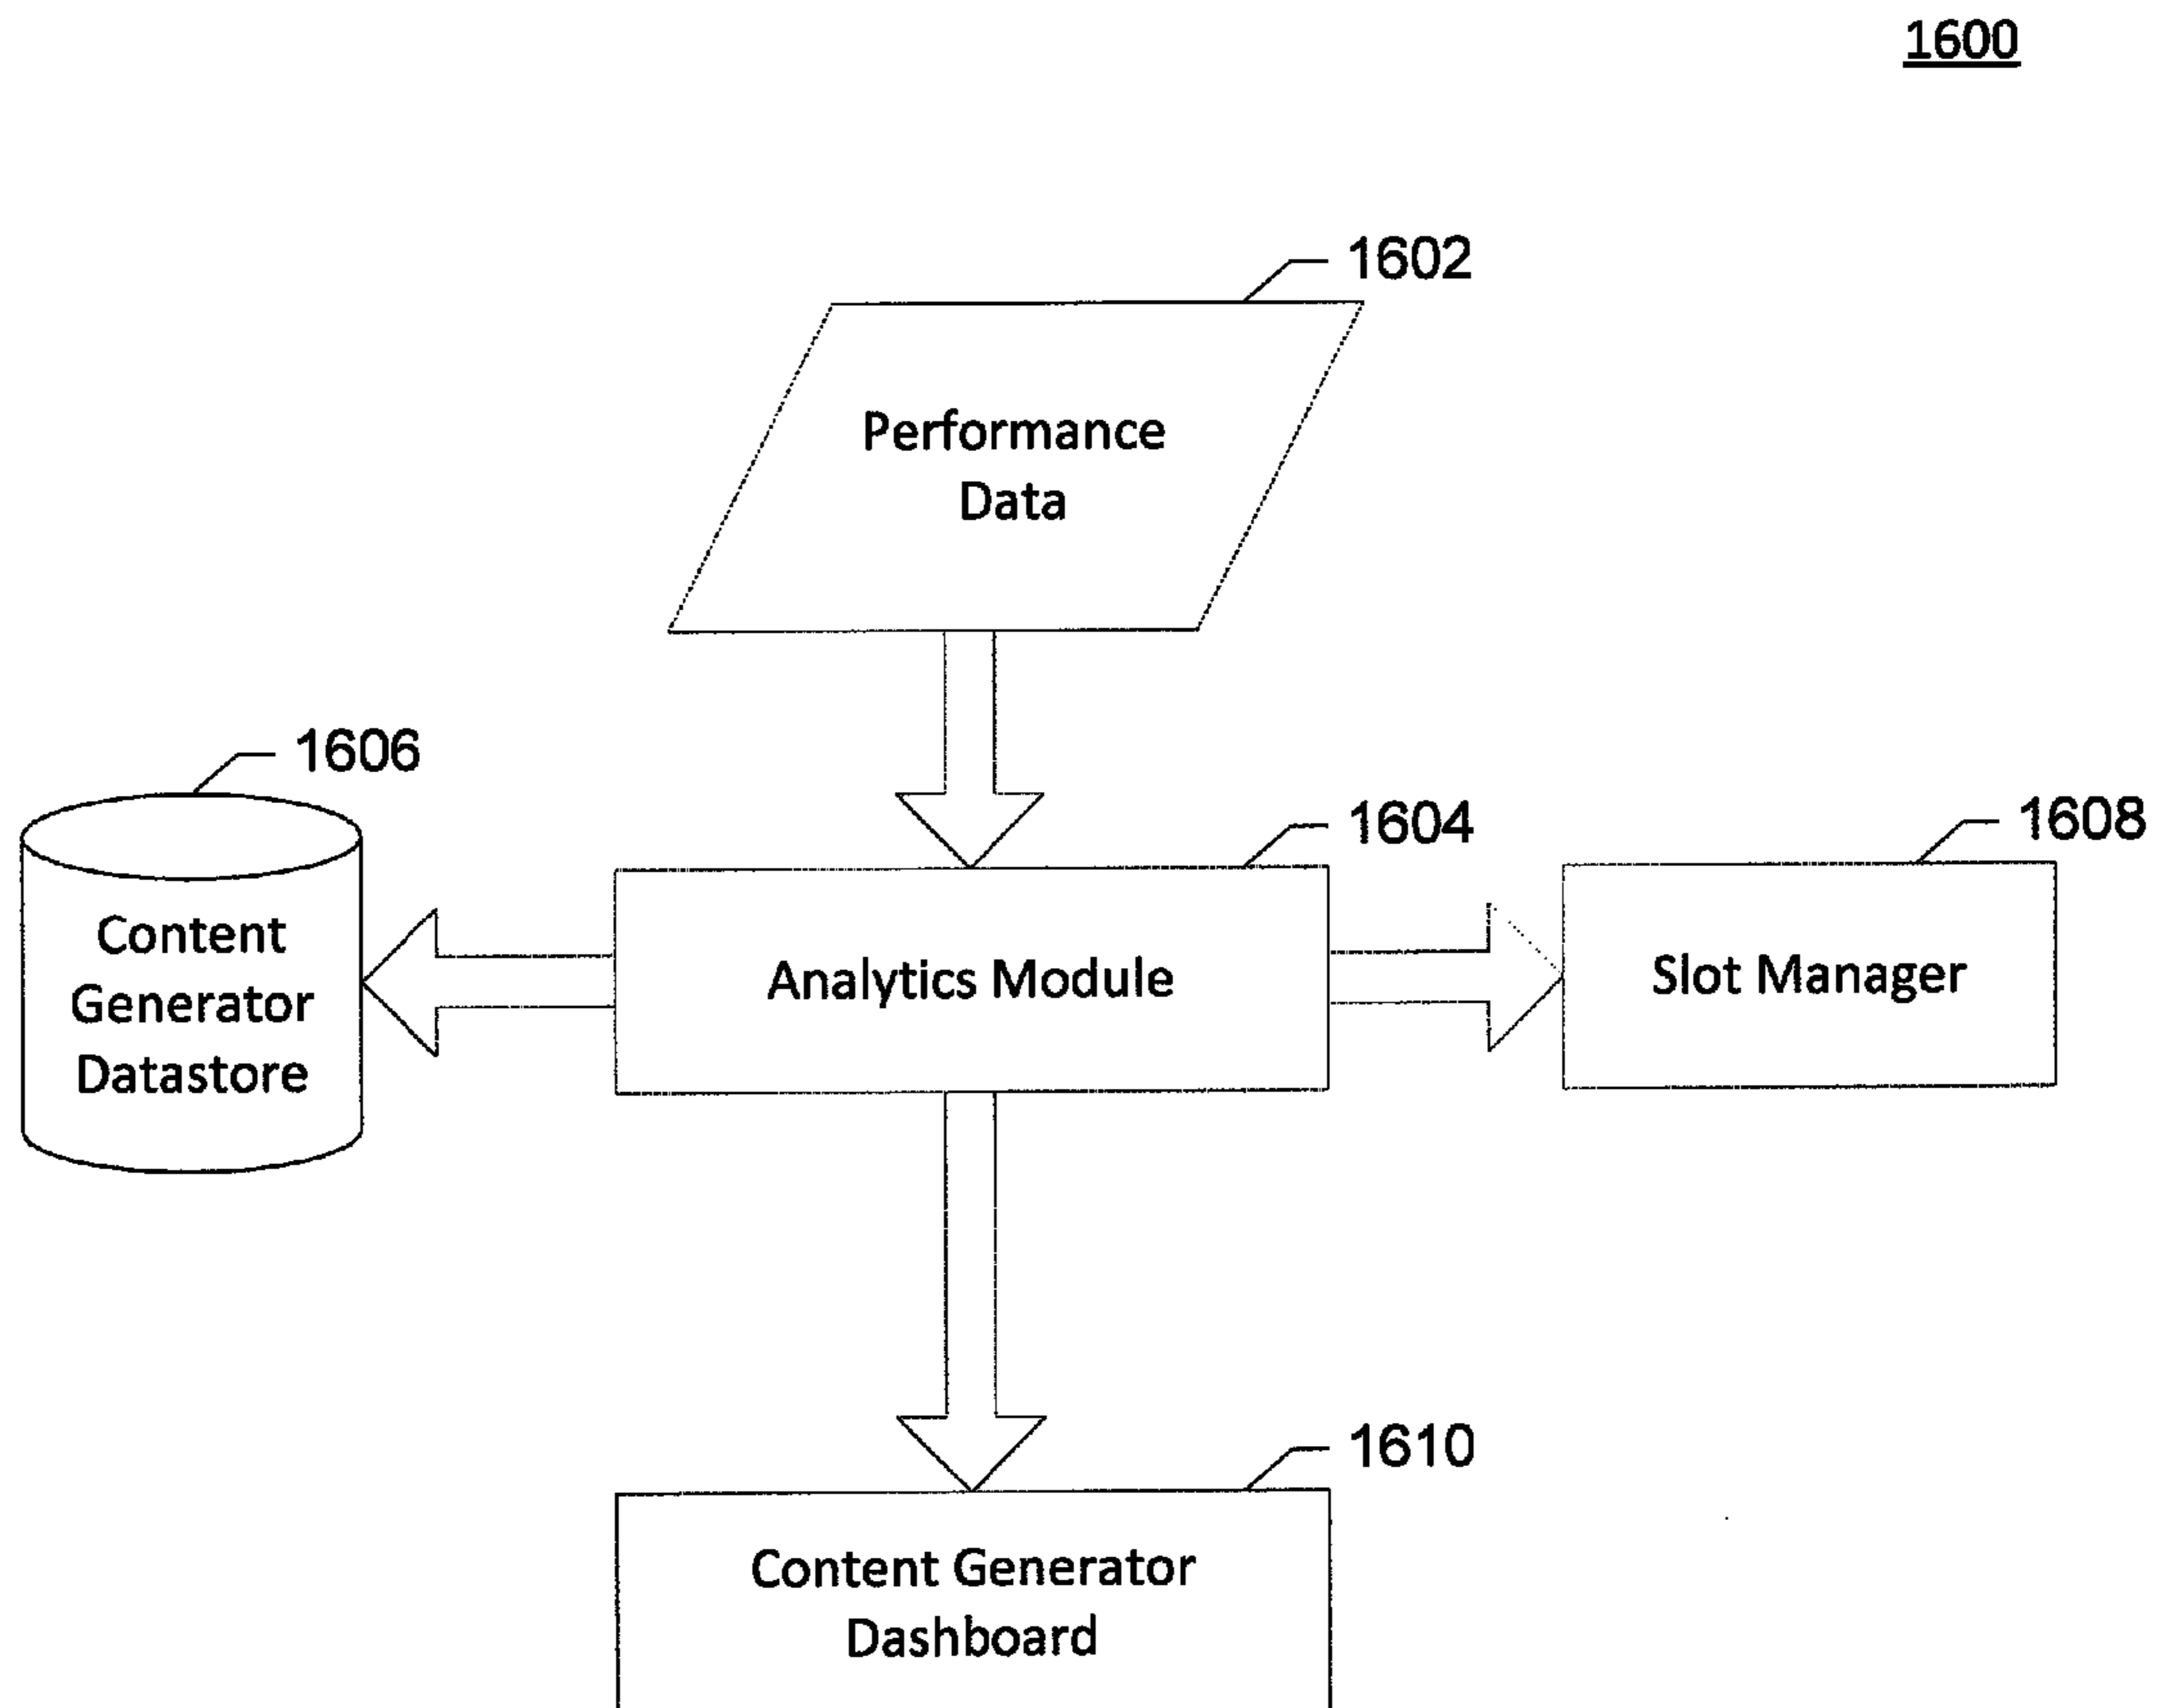 1600
1602
Performance
Data
1606
1604
1608
Content
Generator
Datastore
Analytics Module
Slot Manager
1610
Content Generator
Dashboard